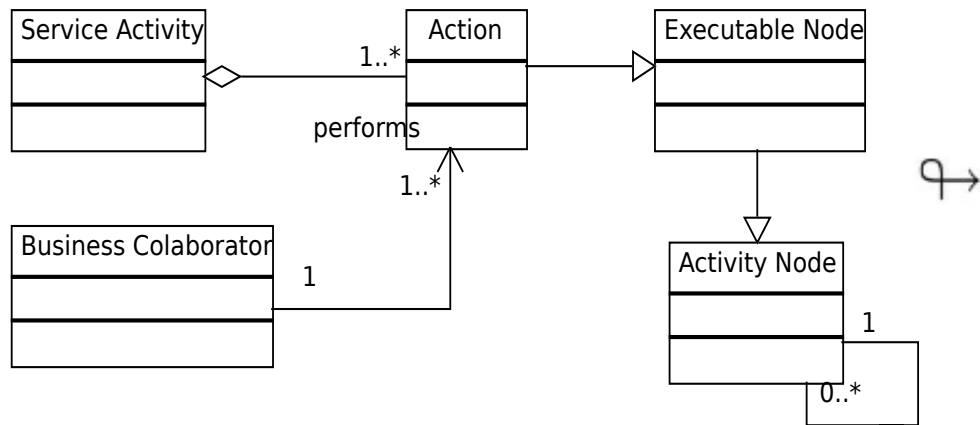 Service Activity
Action
Executable Node
1..*
performs
1..*
Business Colaborator
1
Activity Node
1
0..*